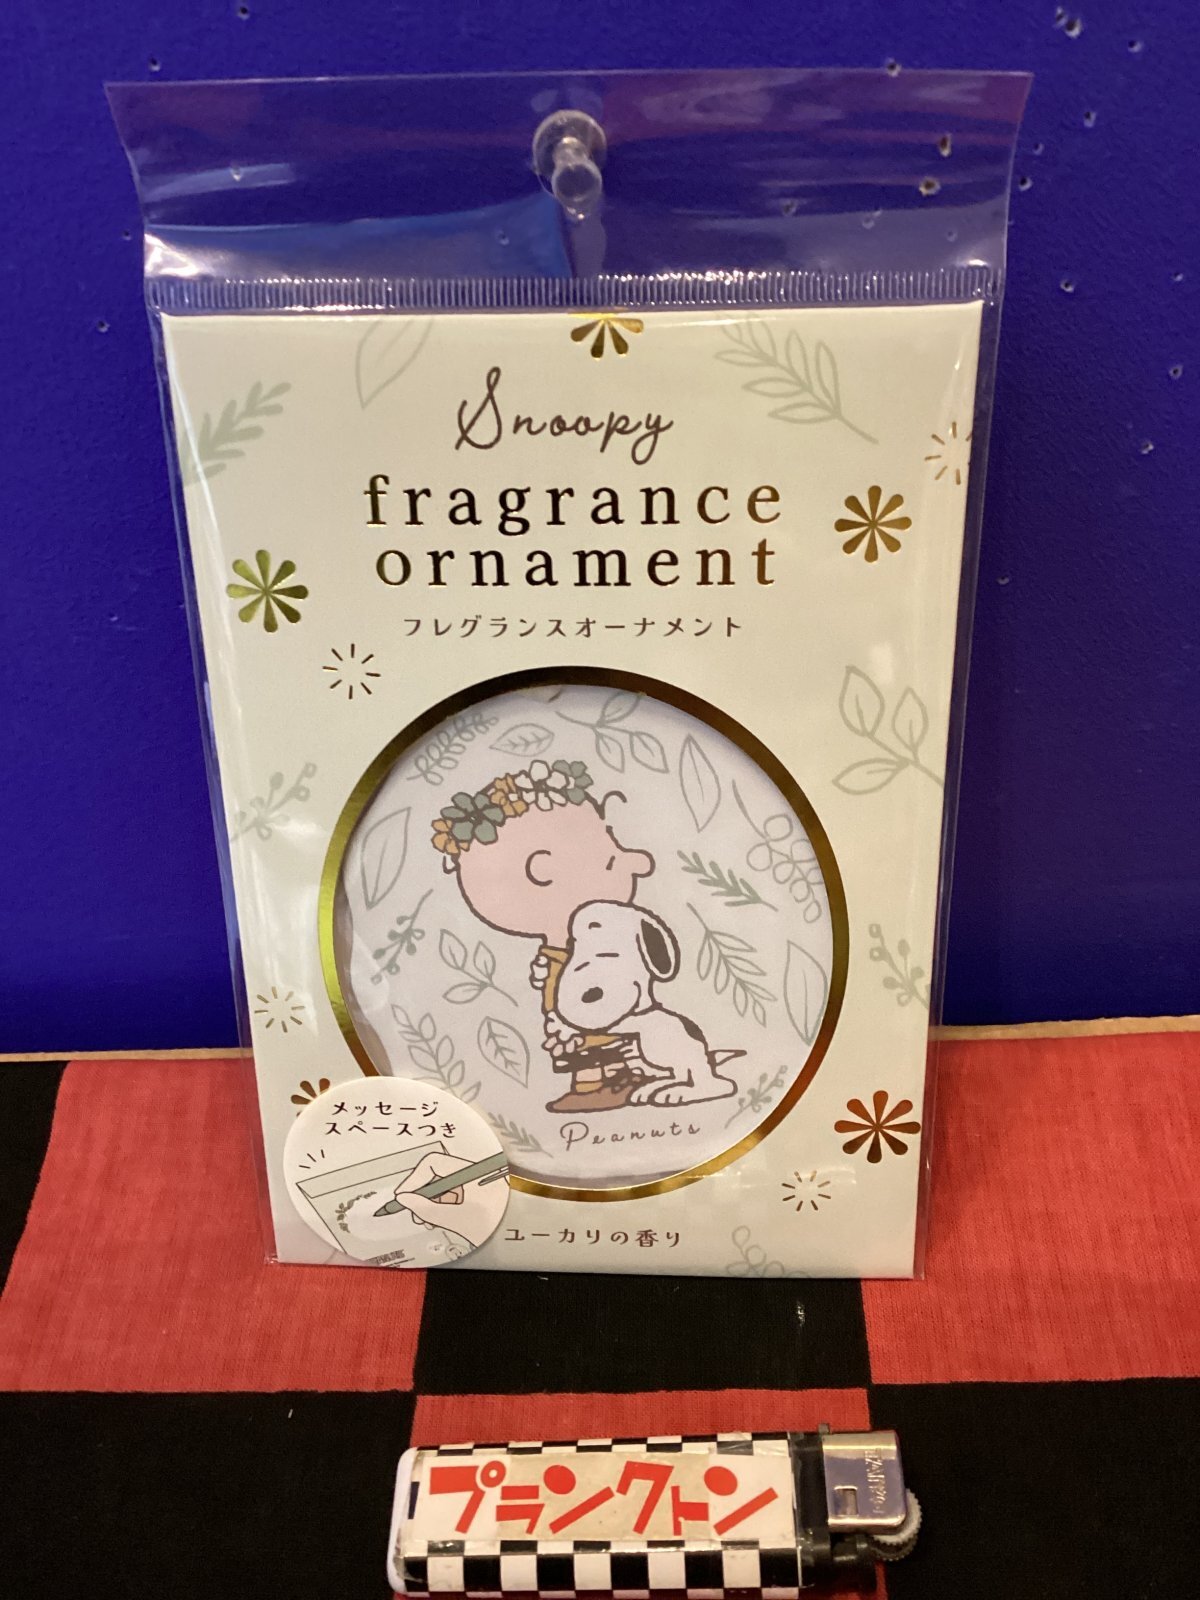 Snoopy
fragrance
ornament
フレグランスオーナメント
Peanuts
メッセージ
スペースつき
ユーカリの香り
プランクトン